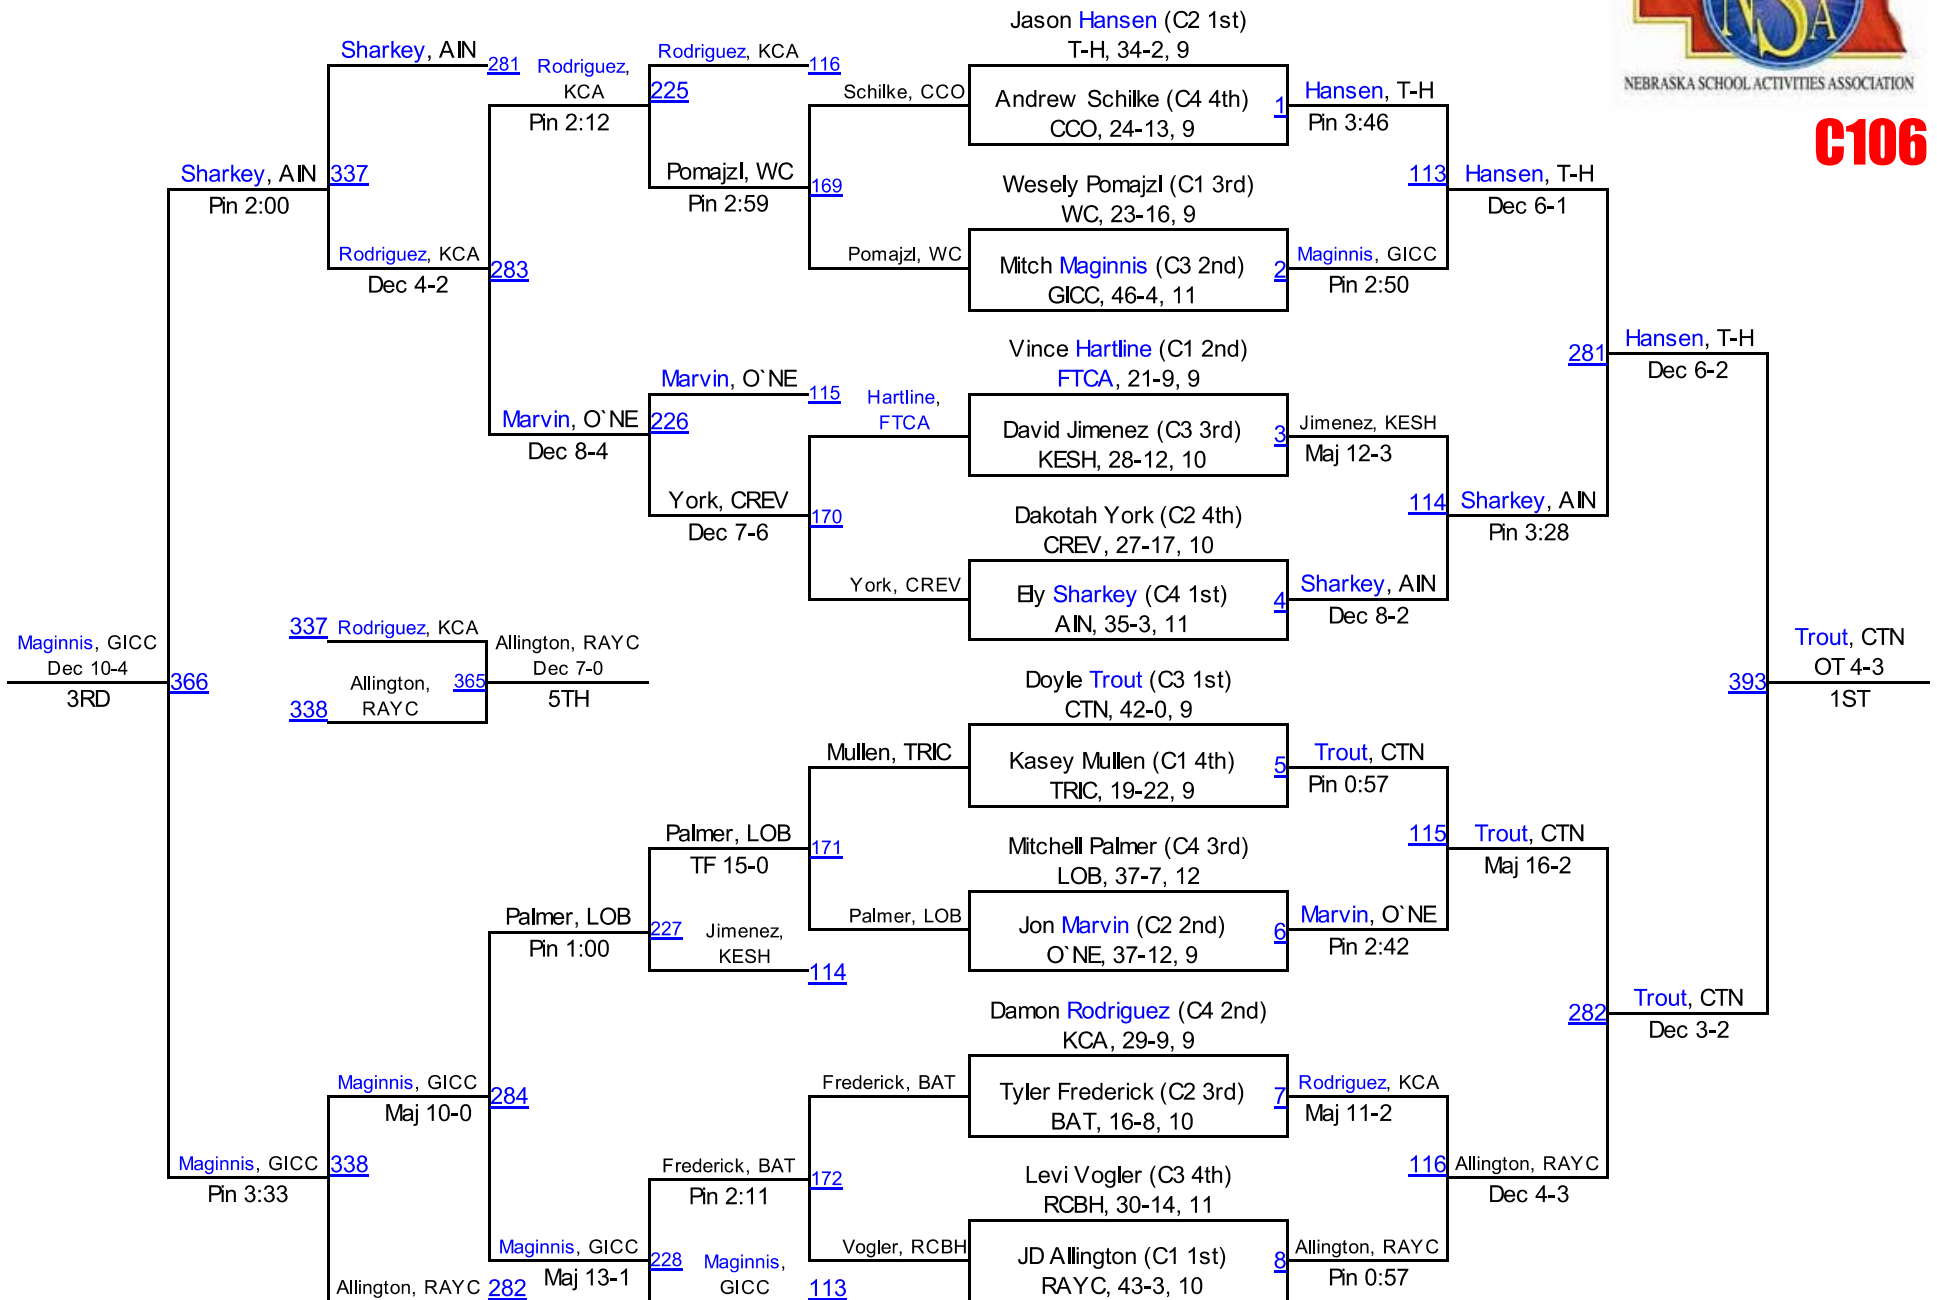 NSA
NEBRASKA SCHOOL ACTIVITIES ASSOCIATION
C106
Jason Hansen (C2 1st)
T-H, 34-2, 9
Andrew Schilke (C4 4th)
CCO, 24-13, 9
1
Wesely Pomajzl (C1 3rd)
WC, 23-16, 9
Mitch Maginnis (C3 2nd)
GICC, 46-4, 11
2
Vince Hartline (C1 2nd)
FTCA, 21-9, 9
David Jimenez (C3 3rd)
KESH, 28-12, 10
3
Dakotah York (C2 4th)
CREV, 27-17, 10
Ely Sharkey (C4 1st)
AIN, 35-3, 11
4
Doyle Trout (C3 1st)
CTN, 42-0, 9
Kasey Mullen (C1 4th)
TRIC, 19-22, 9
5
Mitchell Palmer (C4 3rd)
LOB, 37-7, 12
Jon Marvin (C2 2nd)
O`NE, 37-12, 9
6
Damon Rodriguez (C4 2nd)
KCA, 29-9, 9
Tyler Frederick (C2 3rd)
BAT, 16-8, 10
7
Levi Vogler (C3 4th)
RCBH, 30-14, 11
JD Allington (C1 1st)
RAYC, 43-3, 10
8
Hansen, T-H
Pin 3:46
Maginnis, GICC
Pin 2:50
Jimenez, KESH
Maj 12-3
Sharkey, AIN
Dec 8-2
Trout, CTN
Pin 0:57
Marvin, O`NE
Pin 2:42
Rodriguez, KCA
Maj 11-2
Allington, RAYC
Pin 0:57
113
Hansen, T-H
Dec 6-1
114
Sharkey, AIN
Pin 3:28
115
Trout, CTN
Maj 16-2
116
Allington, RAYC
Dec 4-3
281
Hansen, T-H
Dec 6-2
282
Trout, CTN
Dec 3-2
393
Trout, CTN
OT 4-3
1ST
Schilke, CCO
Pomajzl, WC
Hartline,
FTCA
York, CREV
Mullen, TRIC
Palmer, LOB
Frederick, BAT
Vogler, RCBH
Rodriguez, KCA
116
169
Pomajzl, WC
Pin 2:59
Marvin, O`NE
115
170
York, CREV
Dec 7-6
171
Palmer, LOB
TF 15-0
Jimenez,
KESH
114
172
Frederick, BAT
Pin 2:11
Maginnis,
GICC
113
Rodriguez,
KCA
Pin 2:12
225
Marvin, O`NE
Dec 8-4
226
Palmer, LOB
Pin 1:00
227
Maginnis, GICC
Maj 13-1
228
Sharkey, AIN
281
Rodriguez, KCA
Dec 4-2
283
Maginnis, GICC
Maj 10-0
284
Allington, RAYC
282
Sharkey, AIN
Pin 2:00
337
Maginnis, GICC
Pin 3:33
338
Maginnis, GICC
Dec 10-4
3RD
366
337
Rodriguez, KCA
338
Allington,
RAYC
365
Allington, RAYC
Dec 7-0
5TH